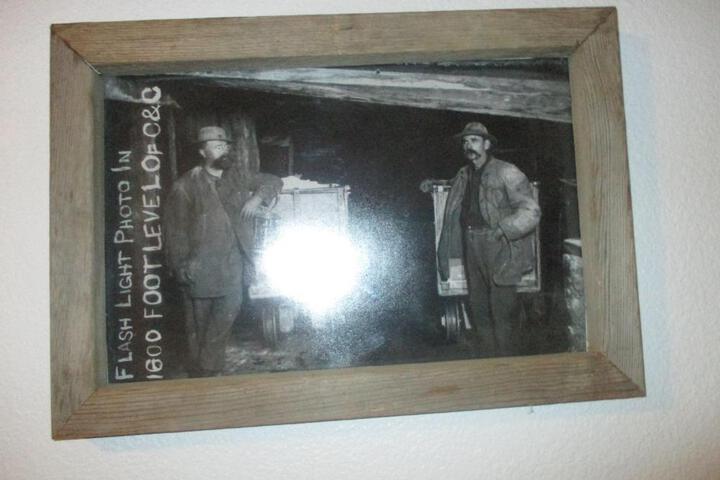 FLASH LIGHT PHOTO IN
1600 FOOT LEVEL OF C&C